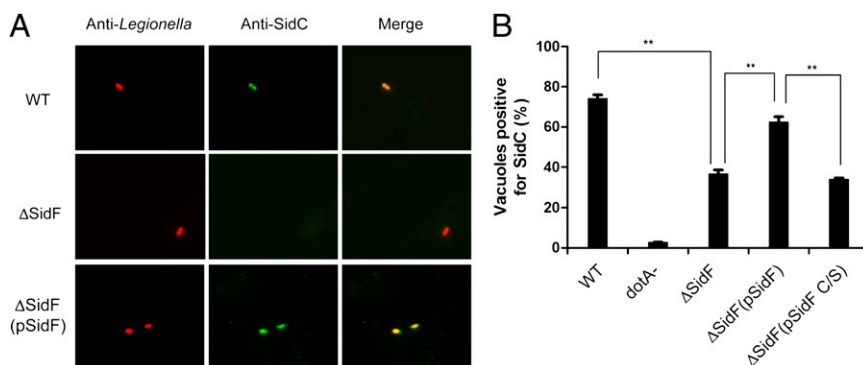 A
Anti-Legionella Anti-SidC Merge
WT
ΔSidF
ΔSidF
(pSidF)
B
Vacuoles positive
for SidC (%)
100
80
60
40
20
0
** ** **
WT dotA- ΔSidF ΔSidF(pSidF) ΔSidF(pSidF C/S)